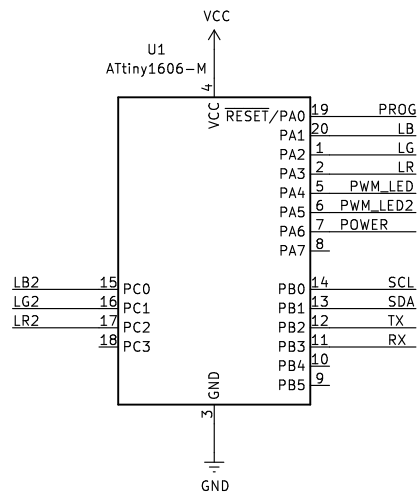 VCC
U1
ATtiny1606-M
4
VCC
RESET/PA0 19 PROG
PA1 20 LB
PA2 1 LG
PA3 2 LR
PA4 5 PWM_LED
PA5 6 PWM_LED2
PA6 7 POWER
PA7 8
LB2 15 PC0 PB0 14 SCL
LG2 16 PC1 PB1 13 SDA
LR2 17 PC2 PB2 12 TX
18 PC3 PB3 11 RX
PB4 10
PB5 9
GND
3
GND